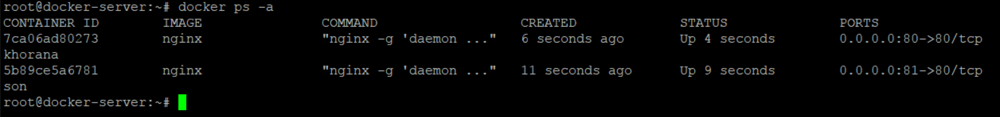 root@docker-server:~# docker ps -a
CONTAINER ID        IMAGE               COMMAND                  CREATED             STATUS              PORTS
7ca06ad80273        nginx               "nginx -g 'daemon ..."   6 seconds ago       Up 4 seconds        0.0.0.0:80->80/tcp
khorana
5b89ce5a6781        nginx               "nginx -g 'daemon ..."   11 seconds ago      Up 9 seconds        0.0.0.0:81->80/tcp
son
root@docker-server:~#